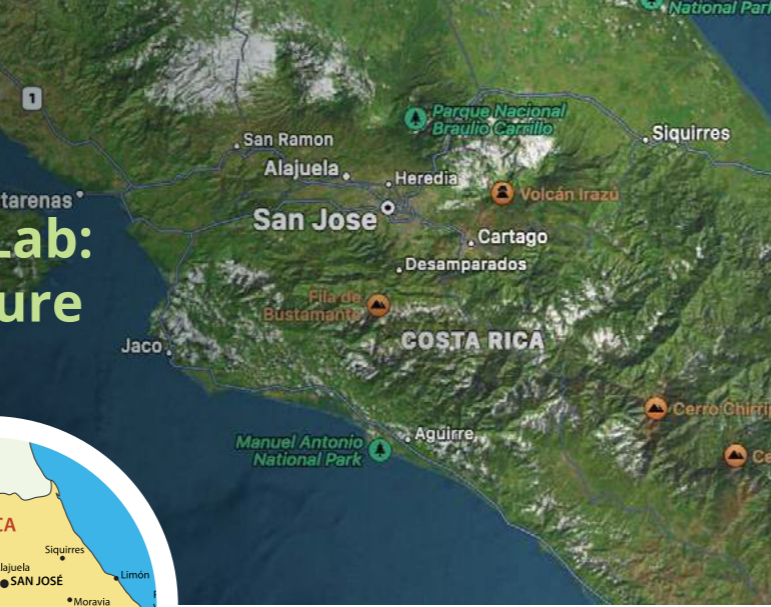 National Park
1
Parque Nacional
Braulio Carrillo
San Ramon
Siquirres
Alajuela
Heredia
tarenas
Volcán Irazú
San Jose
Lab:
Cartago
Desamparados
ure
Fila de
Bustamante
COSTA RICA
Jaco
Cerro Chirrip
Aguirre
Manuel Antonio
National Park
Ce
CA
Siquirres
lajuela
SAN JOSÉ
Limón
Moravia